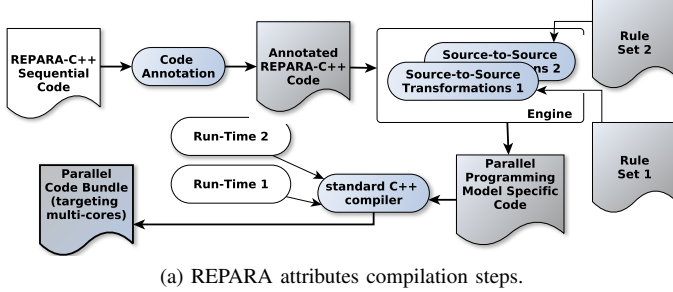 REPARA-C++
Sequential
Code
Code
Annotation
Annotated
REPARA-C++
Code
Source-to-Source
ns 2
Source-to-Source
Transformations 1
Engine
Rule
Set 2
Rule
Set 1
Run-Time 2
Run-Time 1
Parallel
Code Bundle
(targeting
multi-cores)
standard C++
compiler
Parallel
Programming
Model Specific
Code
(a) REPARA attributes compilation steps.